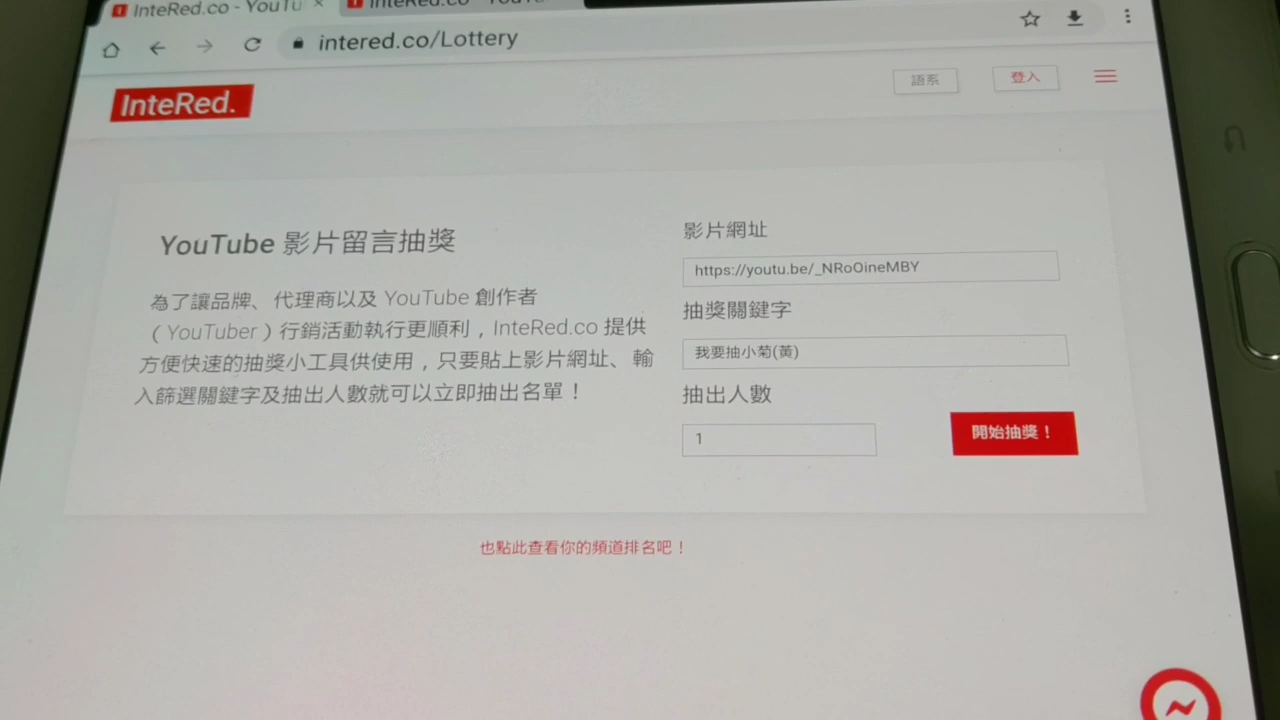 InteRed.co - YouTu
InteRed.co - YouTu
intered.co/Lottery
InteRed.
語系
登入
YouTube 影片留言抽獎
為了讓品牌、代理商以及 YouTube 創作者
（YouTuber）行銷活動執行更順利，InteRed.co 提供
方便快速的抽獎小工具供使用，只要貼上影片網址、輸
入篩選關鍵字及抽出人數就可以立即抽出名單！
影片網址
https://youtu.be/_NRoOineMBY
抽獎關鍵字
我要抽小菊(黃)
抽出人數
1
開始抽獎！
也點此查看你的頻道排名吧！